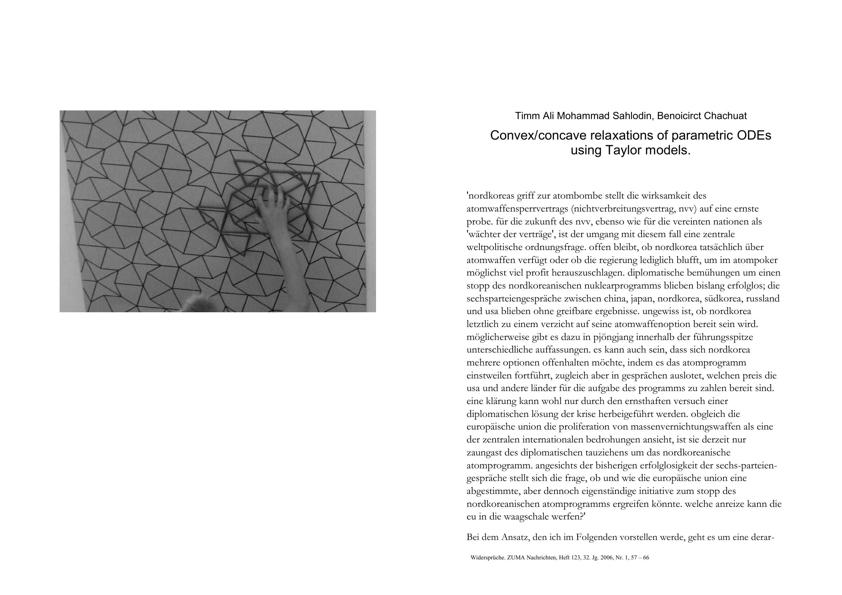 Timm Ali Mohammad Sahlodin, Benoicirct Chachuat
Convex/concave relaxations of parametric ODEs
using Taylor models.
'nordkoreas griff zur atombombe stellt die wirksamkeit des
atomwaffensperrvertrags (nichtverbreitungsvertrag, nvv) auf eine ernste
probe. für die zukunft des nvv, ebenso wie für die vereinten nationen als
'wächter der verträge', ist der umgang mit diesem fall eine zentrale
weltpolitische ordnungsfrage. offen bleibt, ob nordkorea tatsächlich über
atomwaffen verfügt oder ob die regierung lediglich blufft, um im atompoker
möglichst viel profit herauszuschlagen. diplomatische bemühungen um einen
stopp des nordkoreanischen nuklearprogramms blieben bislang erfolglos; die
sechsparteiengespräche zwischen china, japan, nordkorea, südkorea, russland
und usa blieben ohne greifbare ergebnisse. ungewiss ist, ob nordkorea
letztlich zu einem verzicht auf seine atomwaffenoption bereit sein wird.
möglicherweise gibt es dazu in pjöngjang innerhalb der führungsspitze
unterschiedliche auffassungen. es kann auch sein, dass sich nordkorea
mehrere optionen offenhalten möchte, indem es das atomprogramm
einstweilen fortführt, zugleich aber in gesprächen auslotet, welchen preis die
usa und andere länder für die aufgabe des programms zu zahlen bereit sind.
eine klärung kann wohl nur durch den ernsthaften versuch einer
diplomatischen lösung der krise herbeigeführt werden. obgleich die
europäische union die proliferation von massenvernichtungswaffen als eine
der zentralen internationalen bedrohungen ansieht, ist sie derzeit nur
zaungast des diplomatischen tauziehens um das nordkoreanische
atomprogramm. angesichts der bisherigen erfolglosigkeit der sechs-parteien-
gespräche stellt sich die frage, ob und wie die europäische union eine
abgestimmte, aber dennoch eigenständige initiative zum stopp des
nordkoreanischen atomprogramms ergreifen könnte. welche anreize kann die
eu in die waagschale werfen?'
Bei dem Ansatz, den ich im Folgenden vorstellen werde, geht es um eine derar-
Widersprüche. ZUMA Nachrichten, Heft 123, 32. Jg. 2006, Nr. 1, 57 – 66